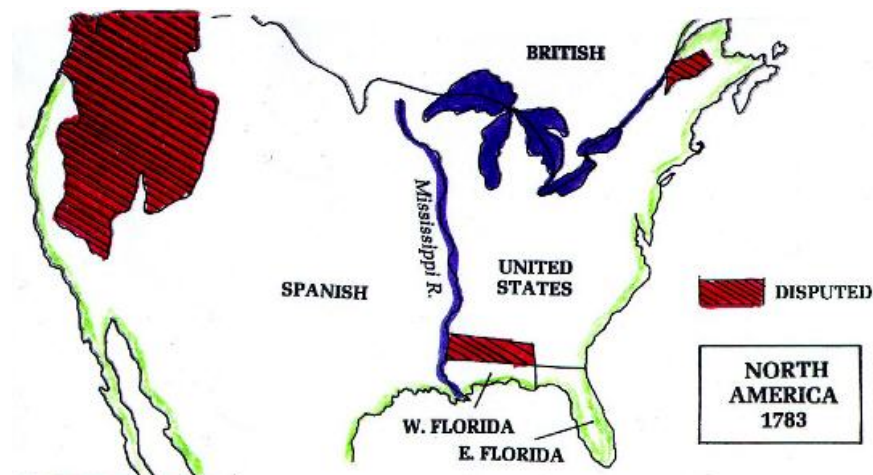 BRITISH
Mississippi R.
UNITED
STATES
SPANISH
DISPUTED
NORTH
AMERICA
1783
W. FLORIDA
E. FLORIDA